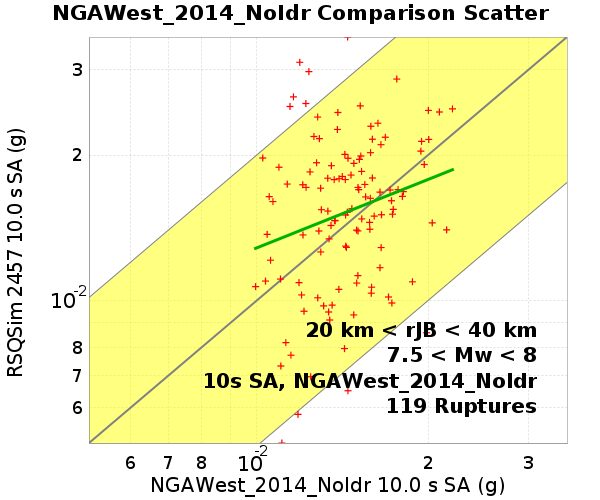 NGAWest_2014_NoIdr Comparison Scatter
RSQSim 2457 10.0 s SA (g)
3
2
10-2
8
7
6
20 km < rJB < 40 km
7.5 < Mw < 8
10s SA, NGAWest_2014_NoIdr
119 Ruptures
6 7 8 10-2 2 3
NGAWest_2014_NoIdr 10.0 s SA (g)